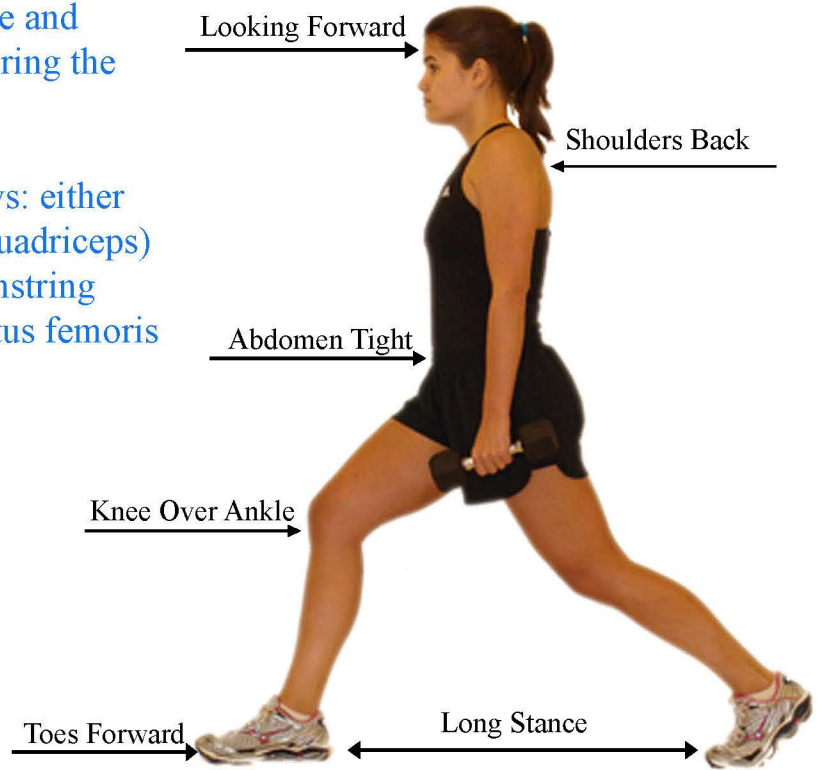 e and
ring the
Looking Forward
Shoulders Back
vs: either
uadriceps)
nstring
tus femoris
Abdomen Tight
Knee Over Ankle
Toes Forward
Long Stance